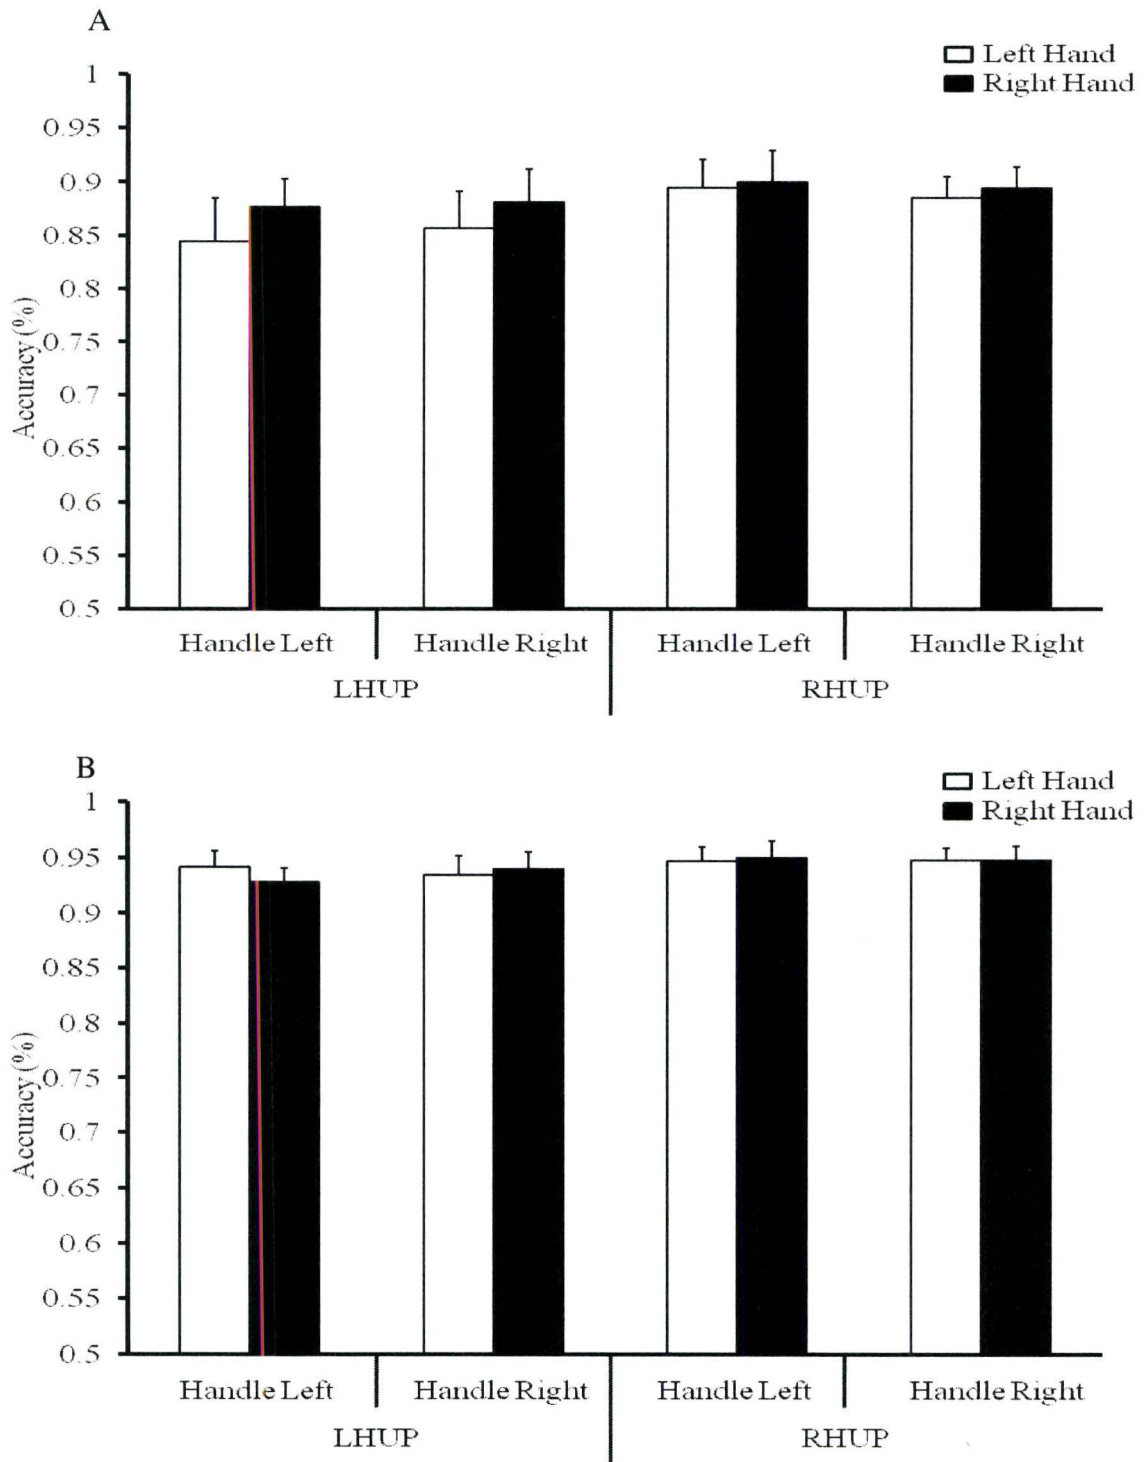 A
Left Hand
Right Hand
1
0.95
0.9
0.85
0.8
0.75
0.7
0.65
0.6
0.55
0.5
Accuracy (%)
Handle Left Handle Right Handle Left Handle Right
LHUP RHUP
B
Left Hand
Right Hand
1
0.95
0.9
0.85
0.8
0.75
0.7
0.65
0.6
0.55
0.5
Accuracy (%)
Handle Left Handle Right Handle Left Handle Right
LHUP RHUP